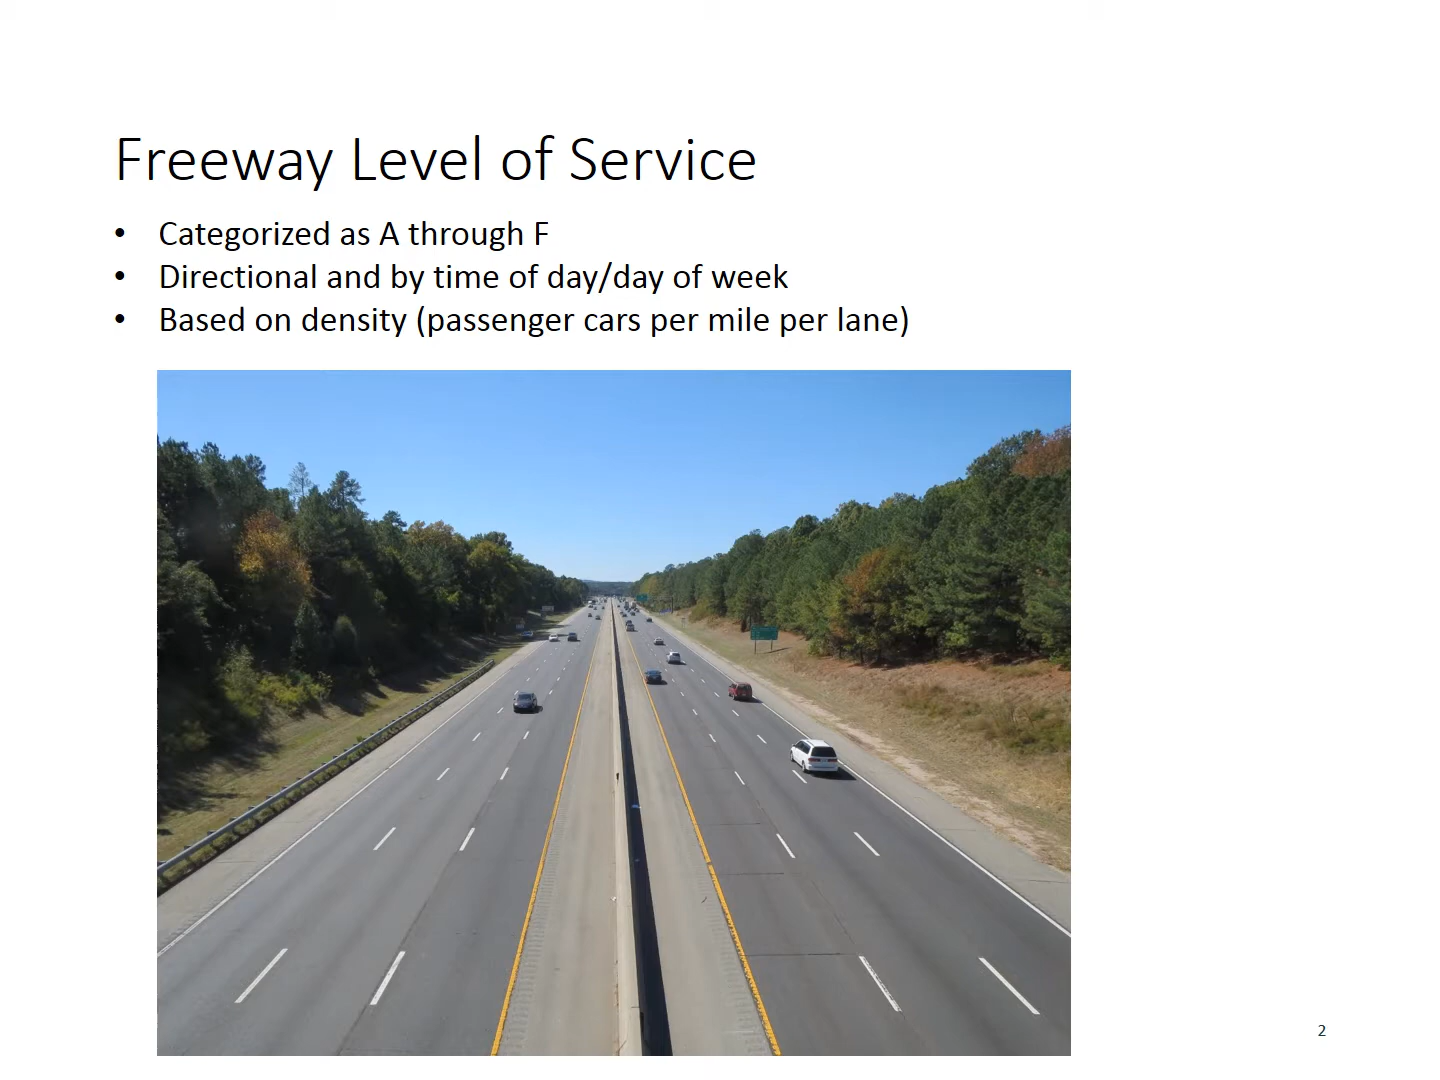 Freeway Level of Service
• Categorized as A through F
• Directional and by time of day/day of week
• Based on density (passenger cars per mile per lane)
2